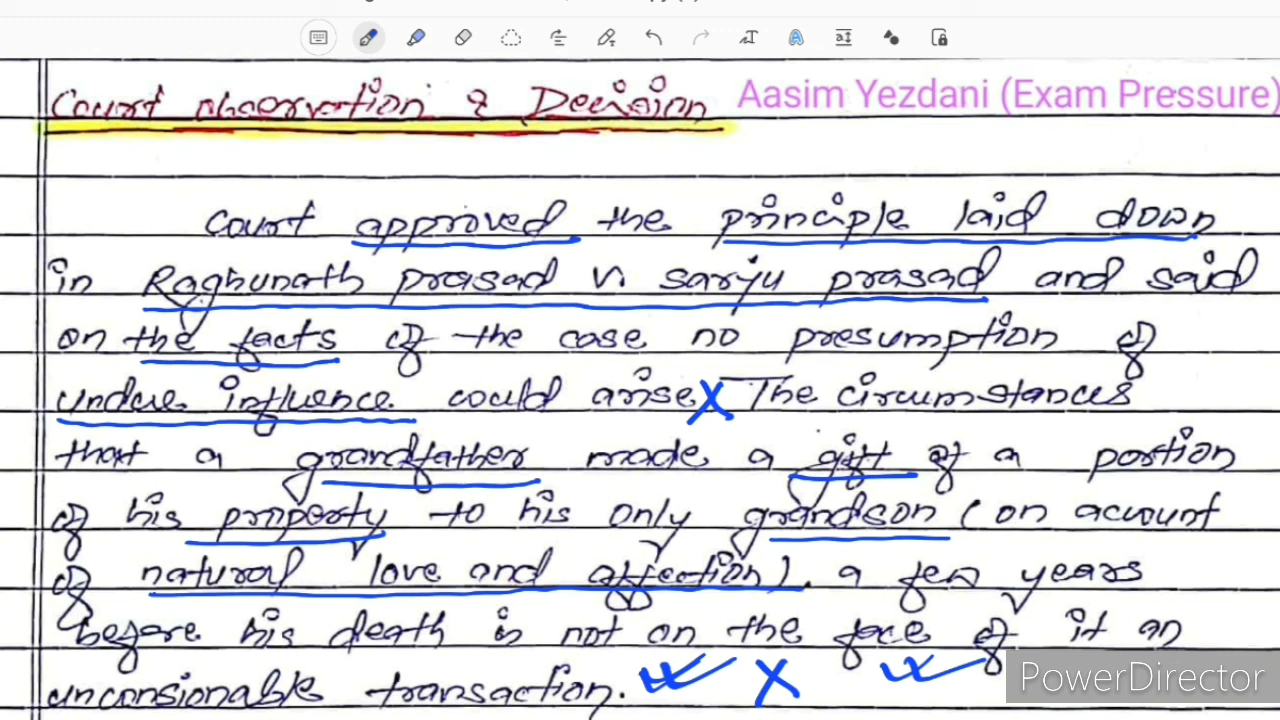 Court observation & Decision
Aasim Yezdani (Exam Pressure)
Court approved the principle laid down
in Raghunath prasad v. sarju prasad and said
on the facts of the case no presumption of
undue influence could arise The circumstances
that a grandfather made a gift of a portion
of his property to his only grandson (on account
of natural love and affection). a few years
before his death is not on the face of it an
unconsionable transaction.
PowerDirector